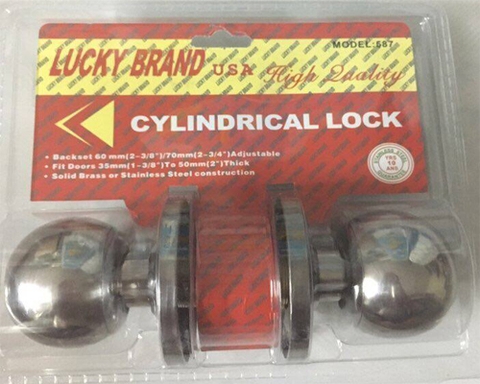 MODEL:587
LUCKY BRAND USA High Quality
CYLINDRICAL LOCK
• Backset 60 mm(2-3/8")/70mm(2-3/4")Adjustable
• Fit Doors 35mm(1-3/8")To 50mm(2")Thick
• Solid Brass or Stainless Steel construction